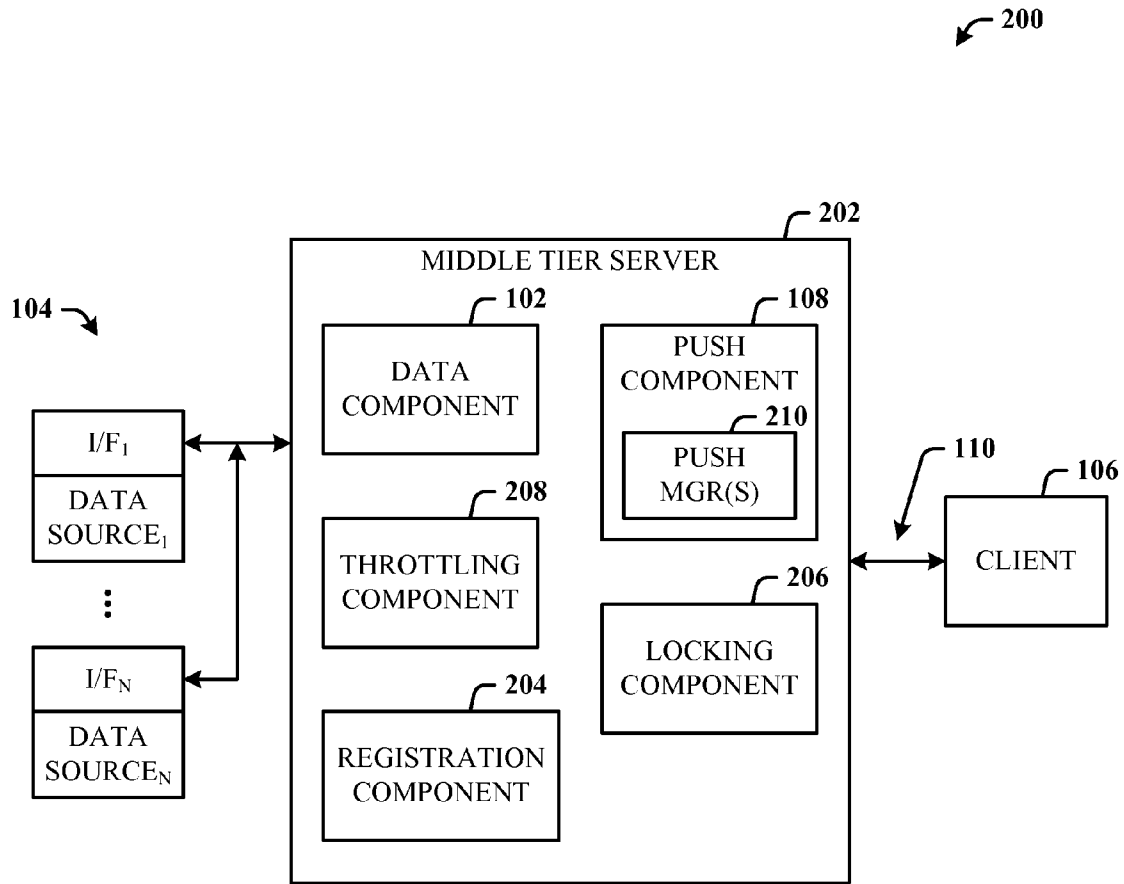 200
202
MIDDLE TIER SERVER
104
102
DATA
COMPONENT
108
PUSH
COMPONENT
210
PUSH
MGR(S)
I/F1
DATA
SOURCE1
I/FN
DATA
SOURCEN
208
THROTTLING
COMPONENT
206
LOCKING
COMPONENT
204
REGISTRATION
COMPONENT
110
106
CLIENT